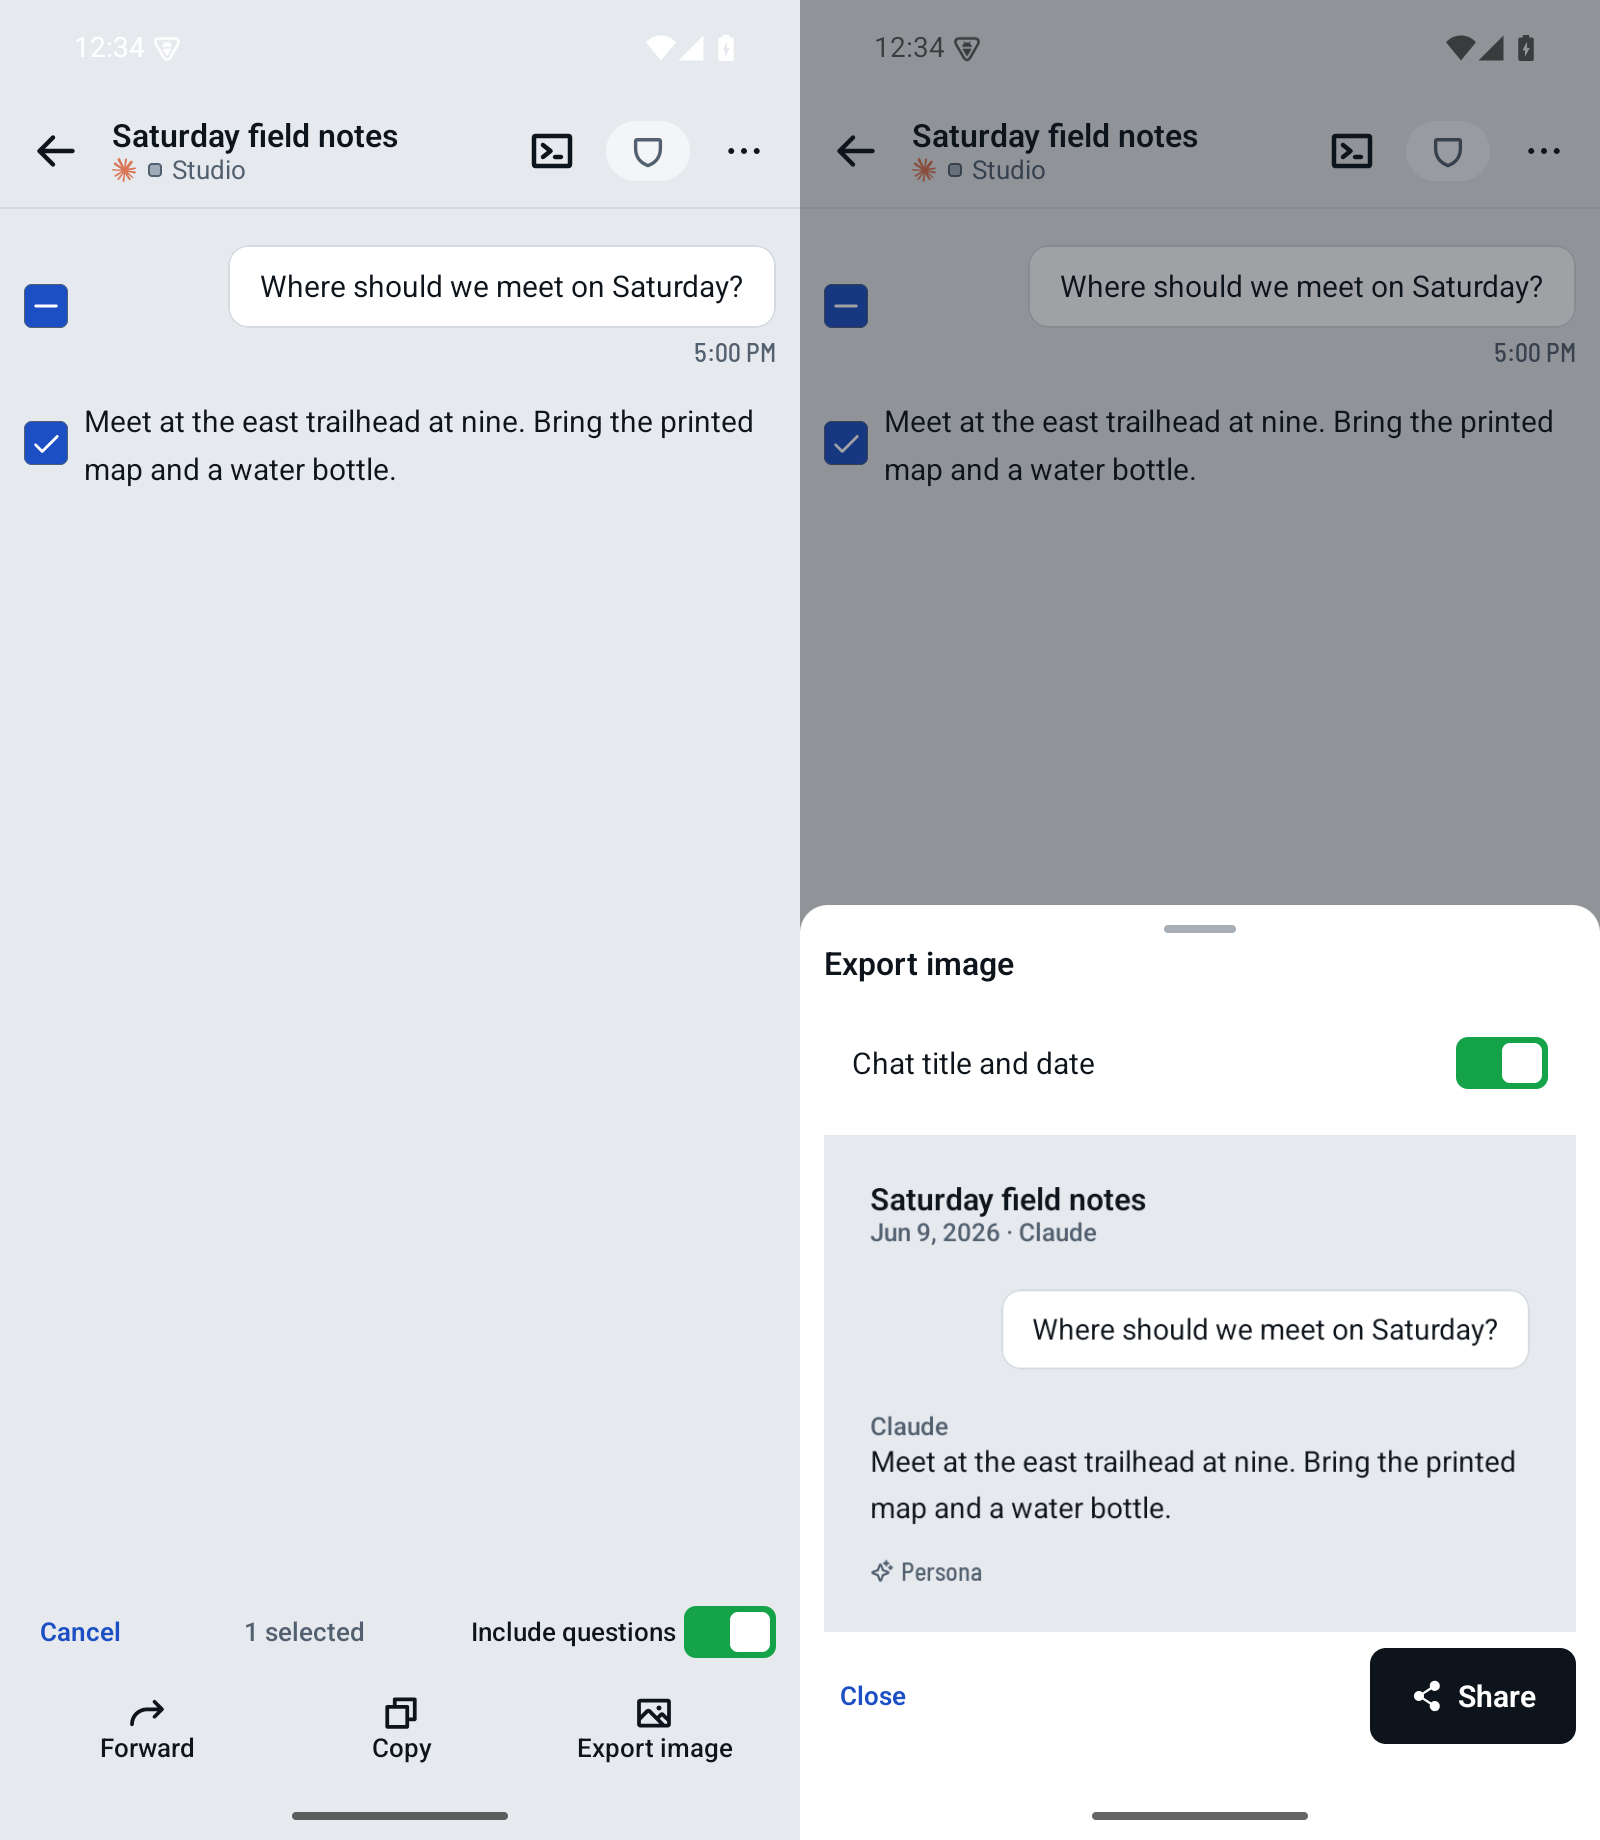 12:34
Saturday field notes
Studio
Where should we meet on Saturday?
5:00 PM
Meet at the east trailhead at nine. Bring the printed
map and a water bottle.
Cancel
1 selected
Include questions
Forward
Copy
Export image
12:34
Saturday field notes
Studio
Where should we meet on Saturday?
5:00 PM
Meet at the east trailhead at nine. Bring the printed
map and a water bottle.
Export image
Chat title and date
Saturday field notes
Jun 9, 2026 · Claude
Where should we meet on Saturday?
Claude
Meet at the east trailhead at nine. Bring the printed
map and a water bottle.
Persona
Close
Share